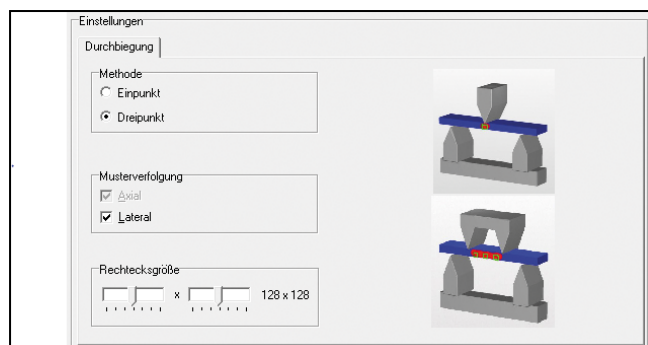 Einstellungen
Durchbiegung
Methode
Einpunkt
Dreipunkt
Musterverfolgung
Axial
Lateral
Rechtecksgröße
x 128 x 128